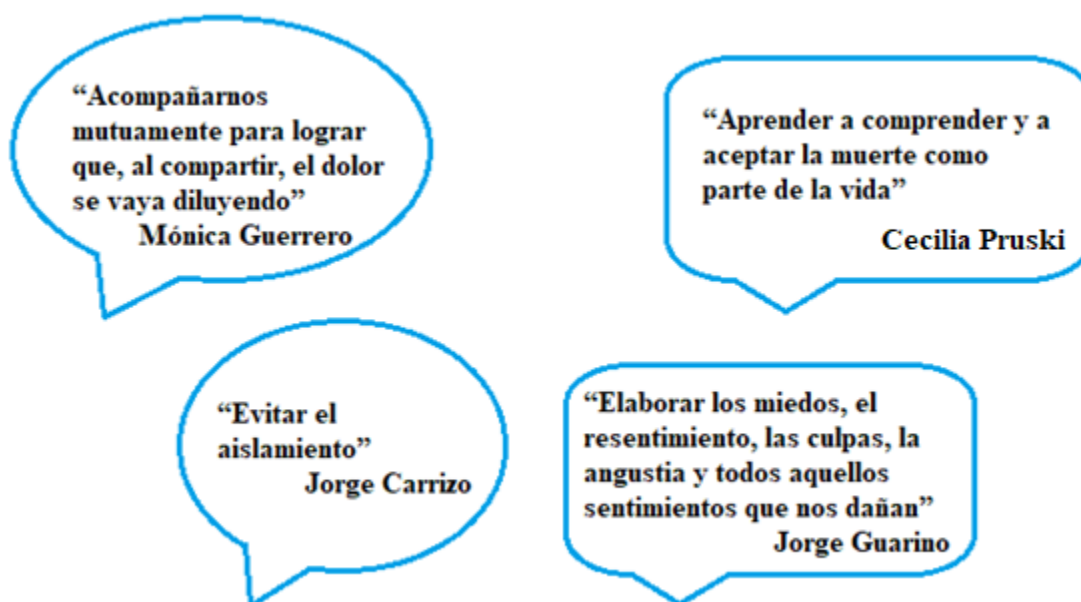 “Acompañarnos
mutuamente para lograr
que, al compartir, el dolor
se vaya diluyendo”
Mónica Guerrero
“Aprender a comprender y a
aceptar la muerte como
parte de la vida”
Cecilia Pruski
“Evitar el
aislamiento”
Jorge Carrizo
“Elaborar los miedos, el
resentimiento, las culpas, la
angustia y todos aquellos
sentimientos que nos dañan”
Jorge Guarino